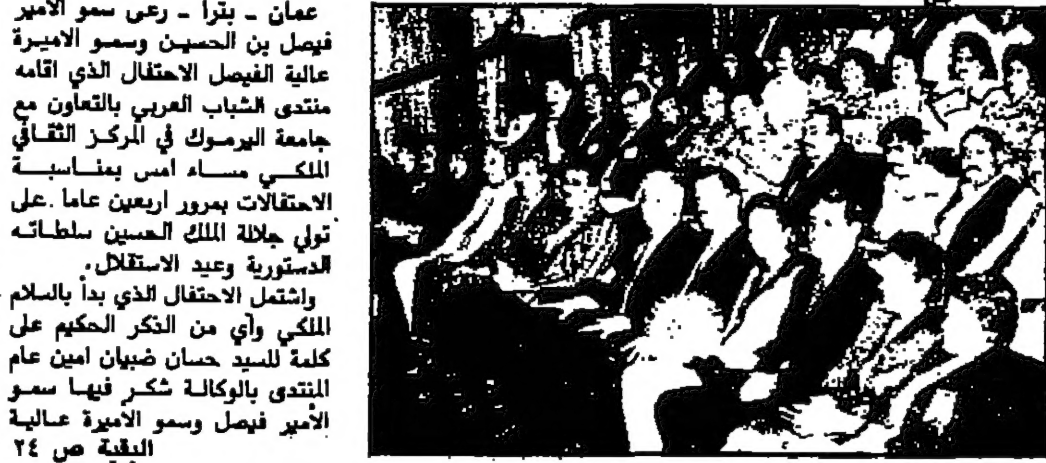 عمان ـ بترا ـ رعى سمو الامير
فيصل بن الحسين وسمو الاميرة
عالية الفيصل الاحتفال الذي اقامه
منتدى الشباب العربي بالتعاون مع
جامعة اليرموك في المركز الثقافي
الملكي مساء امس بمناسبة
الاحتفالات بمرور اربعين عاما على
تولي جلالة الملك الحسين سلطاته
الدستورية وعيد الاستقلال.
واشتمل الاحتفال الذي بدأ بالسلام
الملكي وآي من الذكر الحكيم على
كلمة للسيد حسان ضبيان امين عام
المنتدى بالوكالة شكر فيها سمو
الأمير فيصل وسمو الأميرة عالية
البقية ص ٢٤